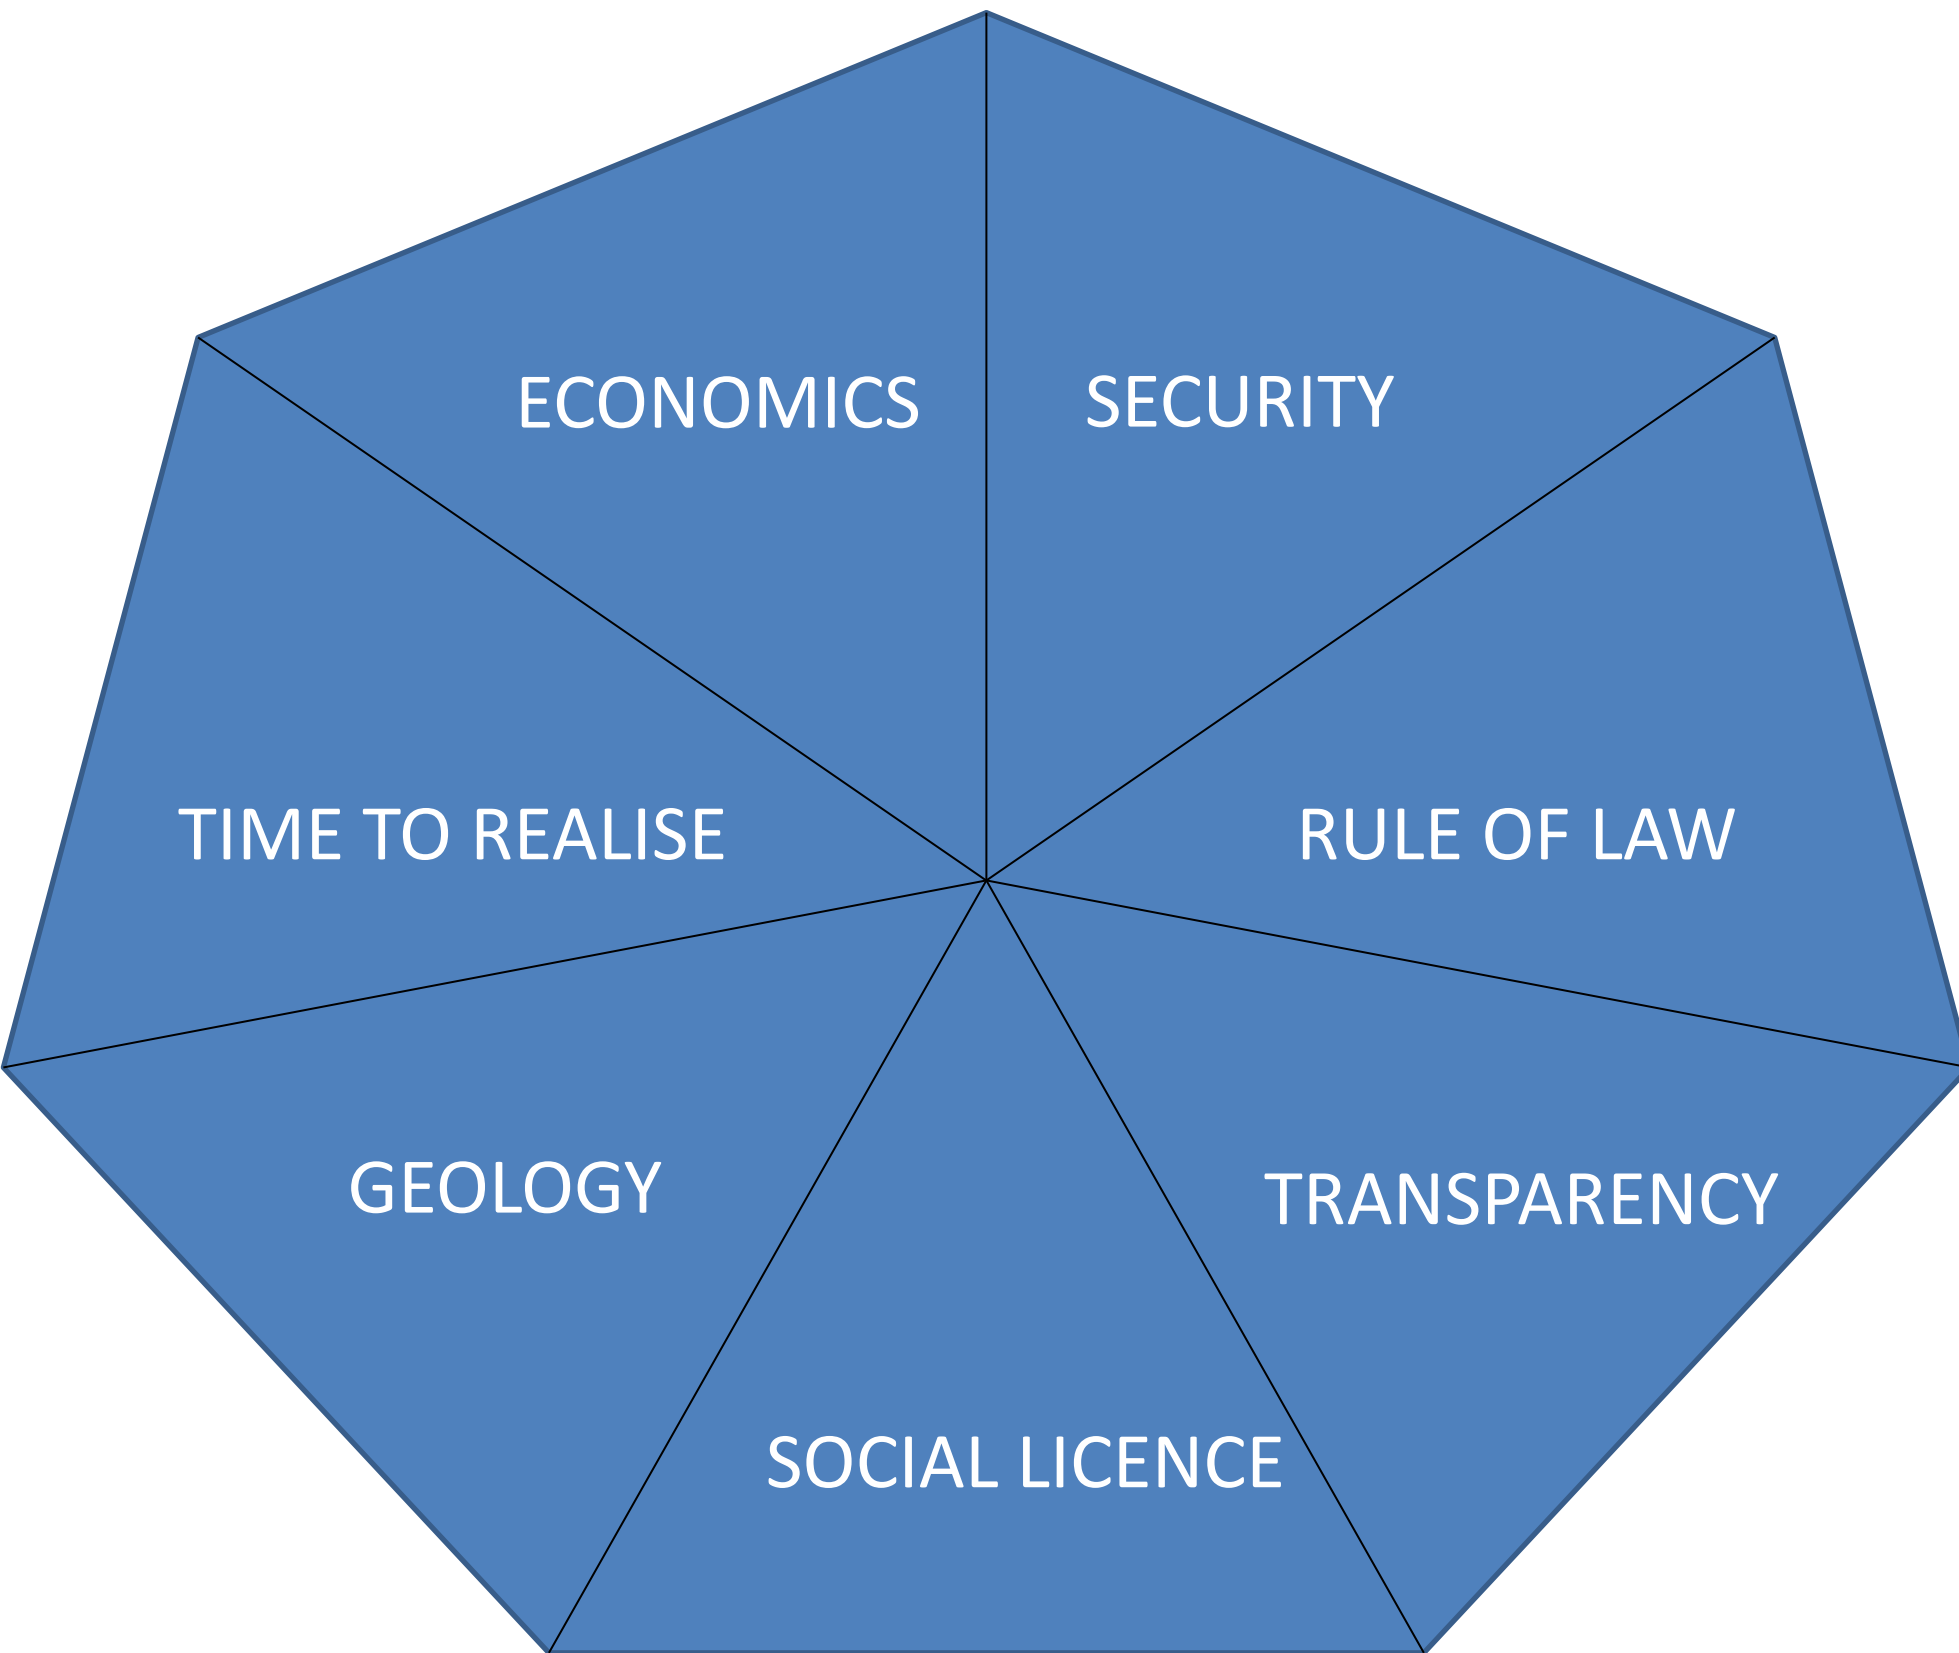 ECONOMICS
SECURITY
TIME TO REALISE
RULE OF LAW
GEOLOGY
TRANSPARENCY
SOCIAL LICENCE